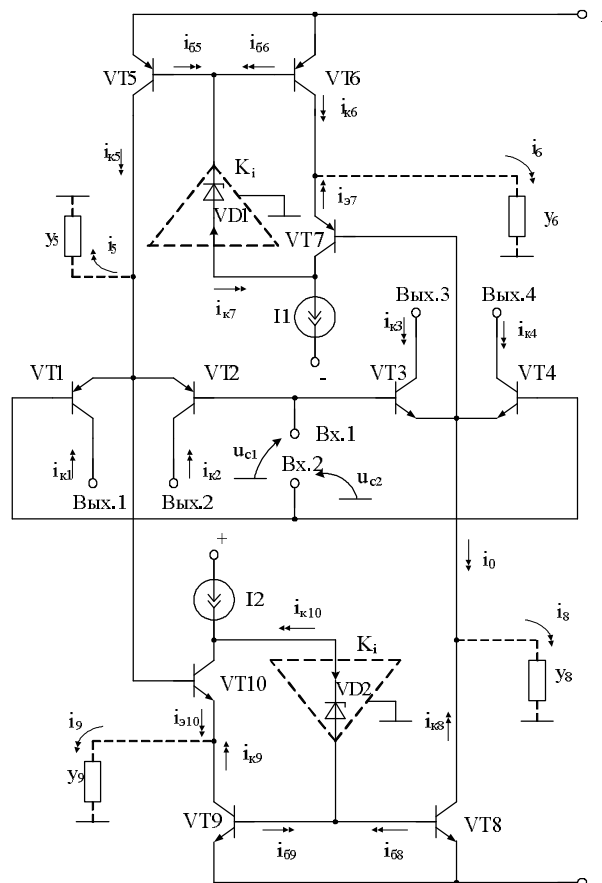 iб5 iб6
VT5 VT6
iк5 iк6 i6
Ki
VD1 iэ7 y6
y5 i5 VT7
iк7 I1 Вых.3 Вых.4
- iк3 iк4
VT1 VT2 VT3 VT4
Вх.1
iк1 iк2 uc1 Вх.2
Вых.1 Вых.2 uc2
+ i0
I2 iк10 i8
Ki
VT10 VD2 y8
i9 iэ10 iк8
y9 iк9
VT9 VT8
iб9 iб8